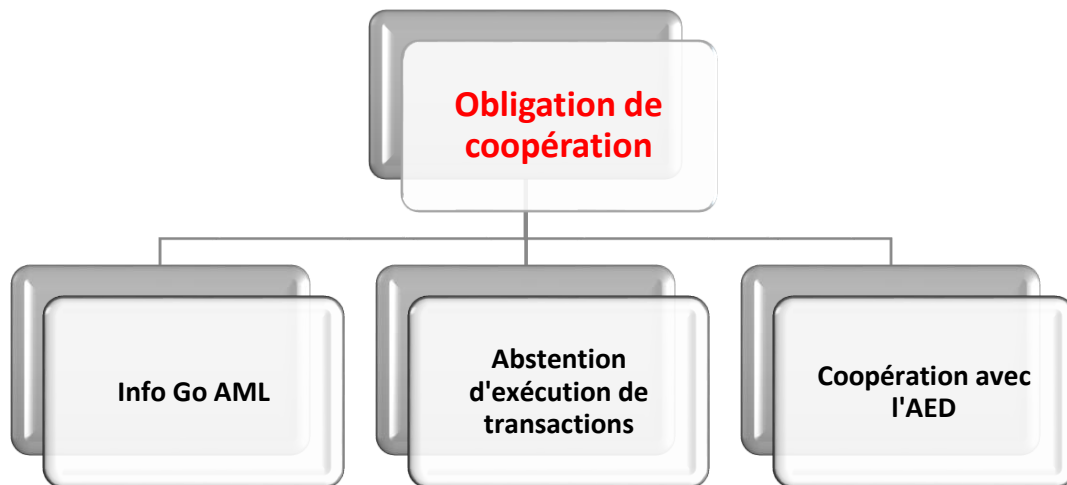 Obligation de
coopération
Info Go AML
Abstention
d'exécution de
transactions
Coopération avec
l'AED